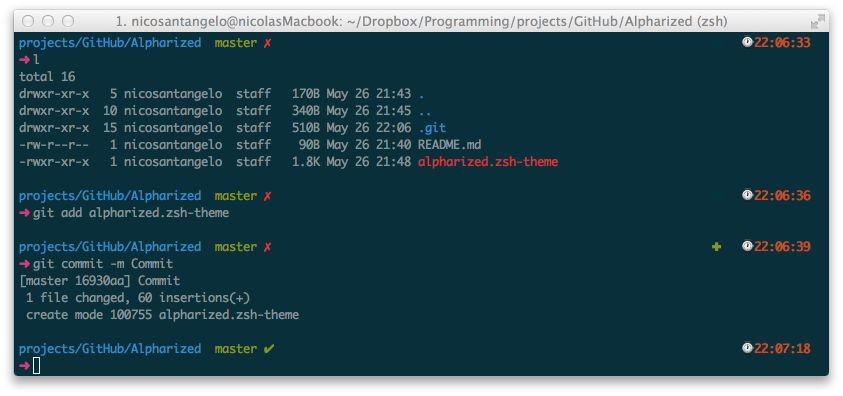 1. nicosantangelo@nicolasMacbook: ~/Dropbox/Programming/projects/GitHub/Alpharized (zsh)
projects/GitHub/Alpharized  master ✗ 22:06:33
➜ l
total 16
drwxr-xr-x   5 nicosantangelo  staff   170B May 26 21:43 .
drwxr-xr-x  10 nicosantangelo  staff   340B May 26 21:45 ..
drwxr-xr-x  15 nicosantangelo  staff   510B May 26 22:06 .git
-rw-r--r--   1 nicosantangelo  staff    90B May 26 21:40 README.md
-rwxr-xr-x   1 nicosantangelo  staff   1.8K May 26 21:48 alpharized.zsh-theme
projects/GitHub/Alpharized  master ✗ 22:06:36
➜ git add alpharized.zsh-theme
projects/GitHub/Alpharized  master ✗ ✚ 22:06:39
➜ git commit -m Commit
[master 16930aa] Commit
 1 file changed, 60 insertions(+)
 create mode 100755 alpharized.zsh-theme
projects/GitHub/Alpharized  master ✔ 22:07:18
➜